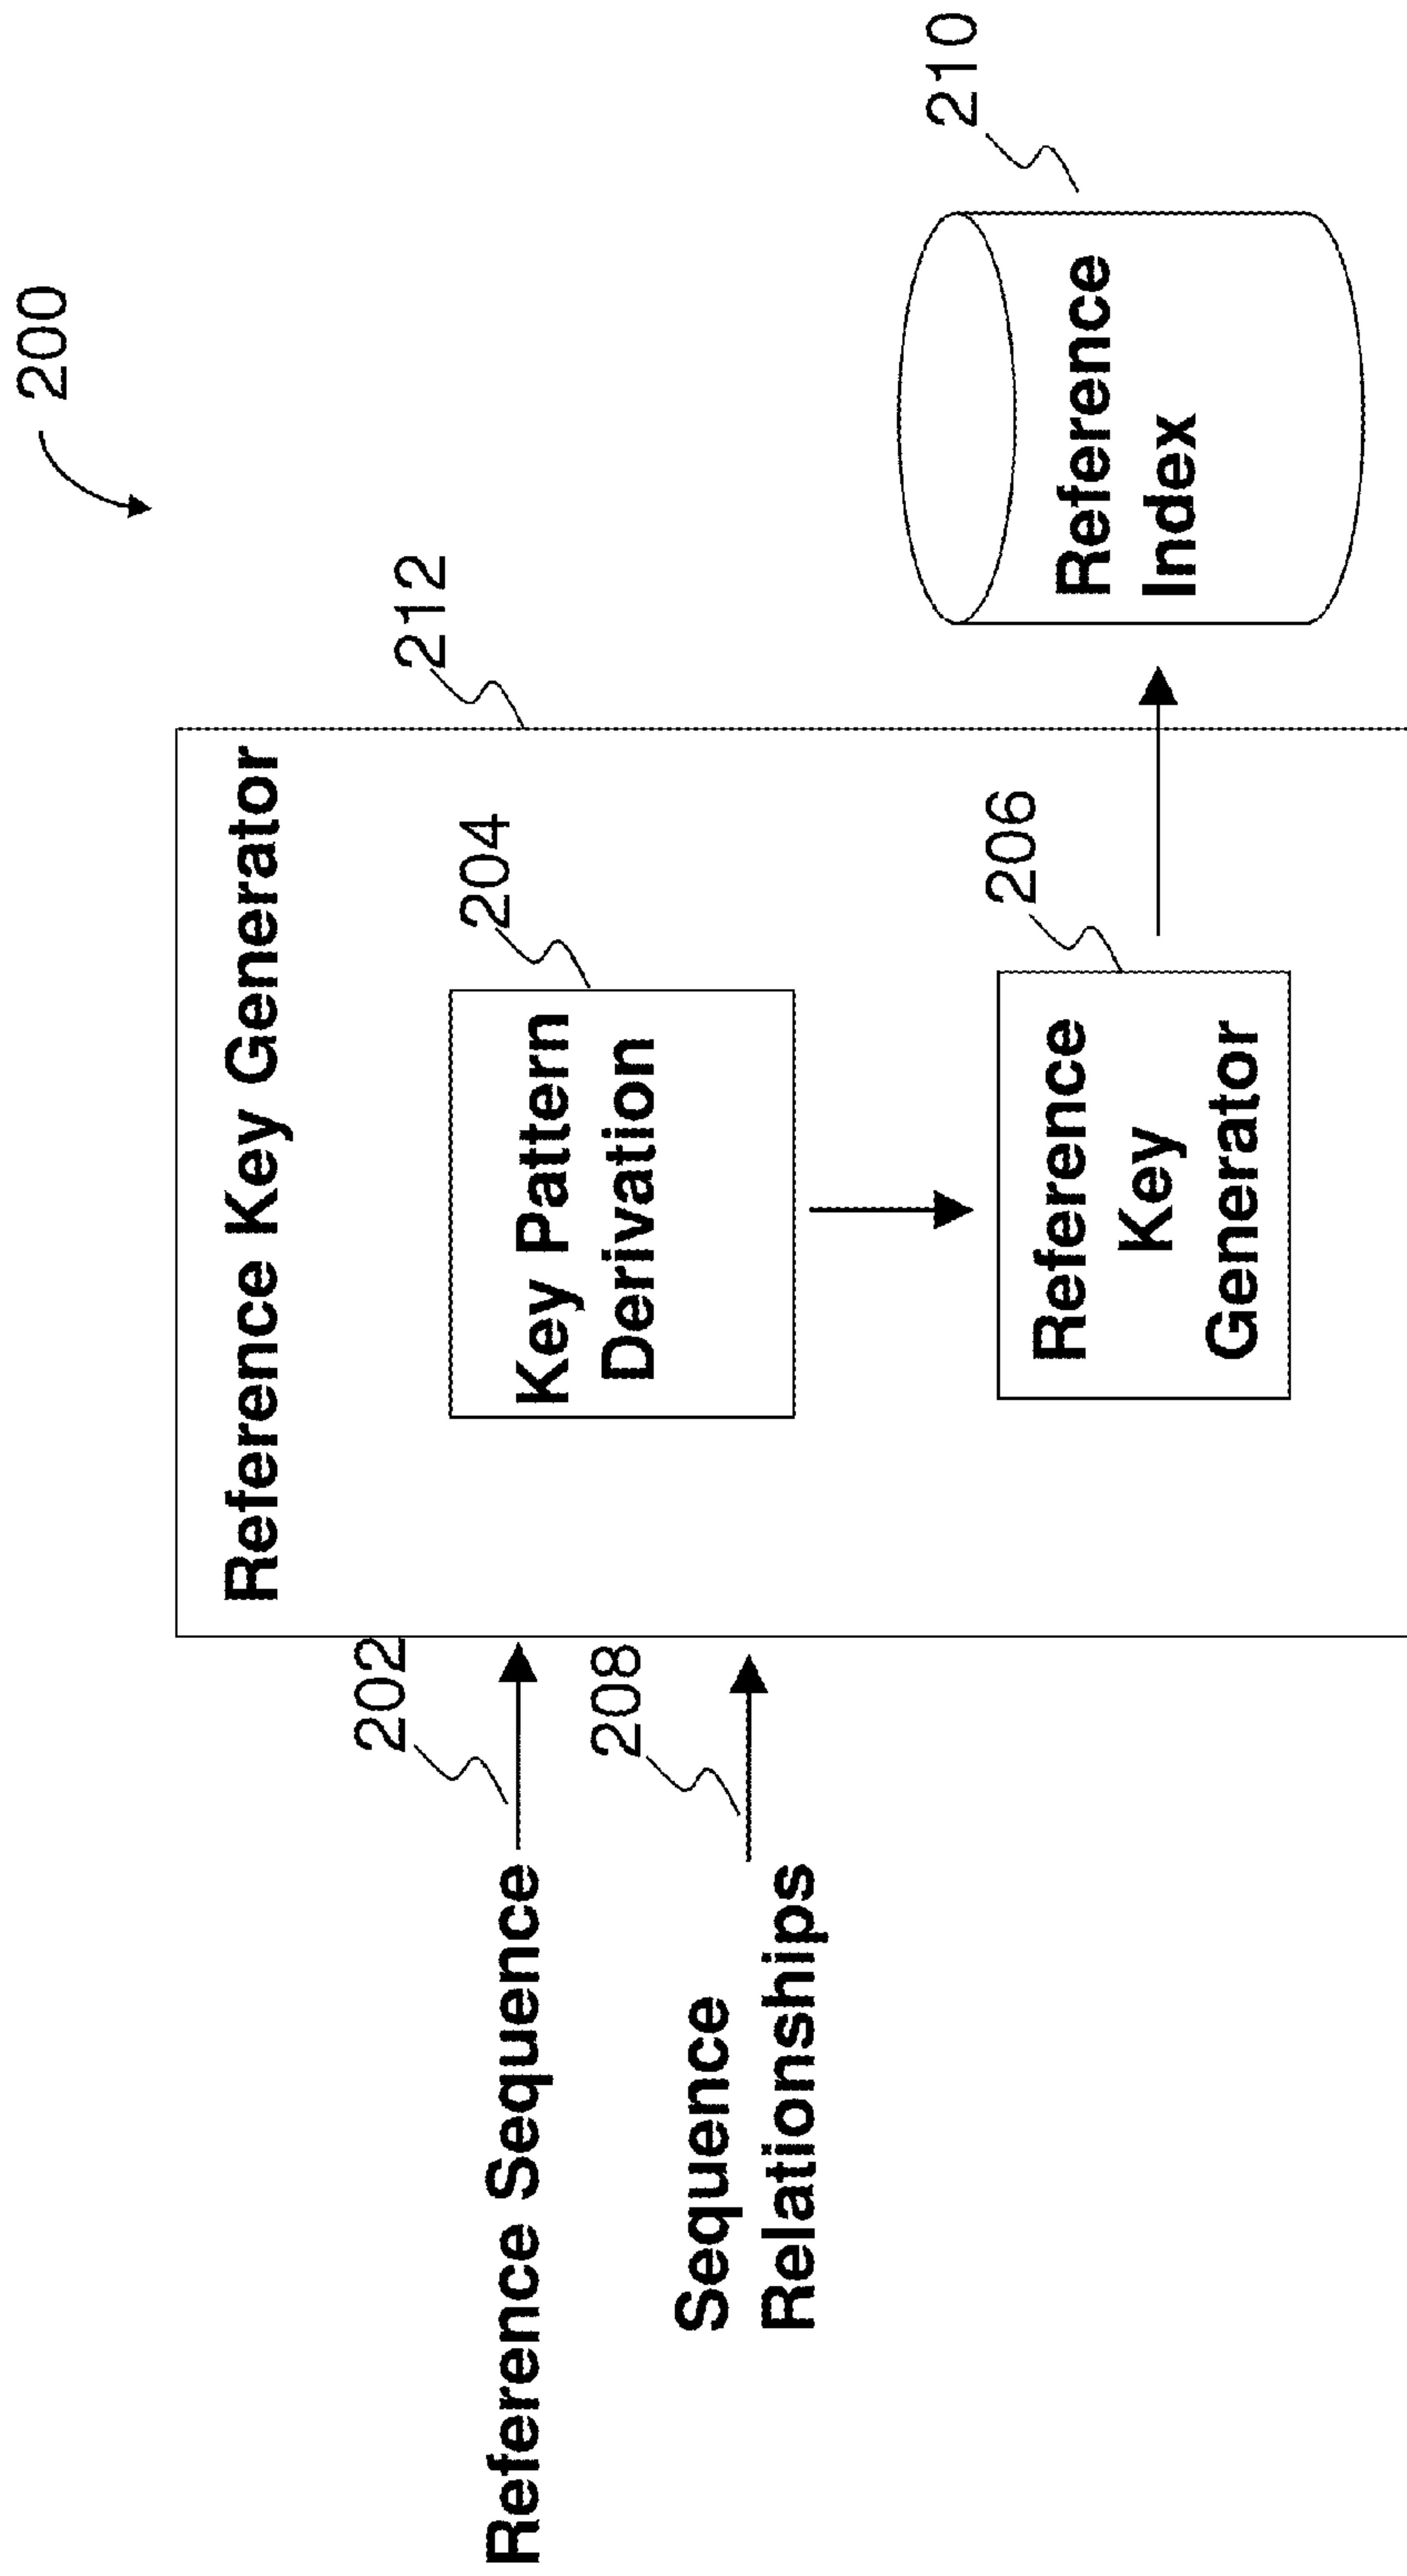 200
212
Reference Key Generator
202
Reference Sequence
204
Key Pattern
Derivation
208
Sequence
Relationships
210
206
Reference
Key
Generator
Reference
Index